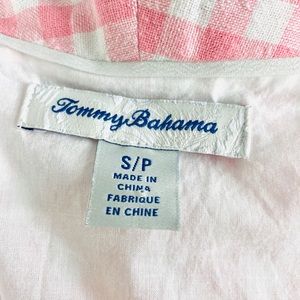 Tommy Bahama
S/P
MADE IN
CHINA
FABRIQUE
EN CHINE